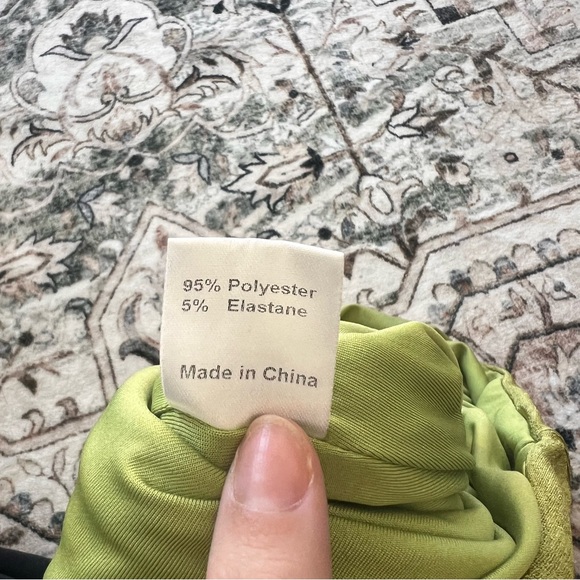 95% Polyester
5% Elastane
Made in China